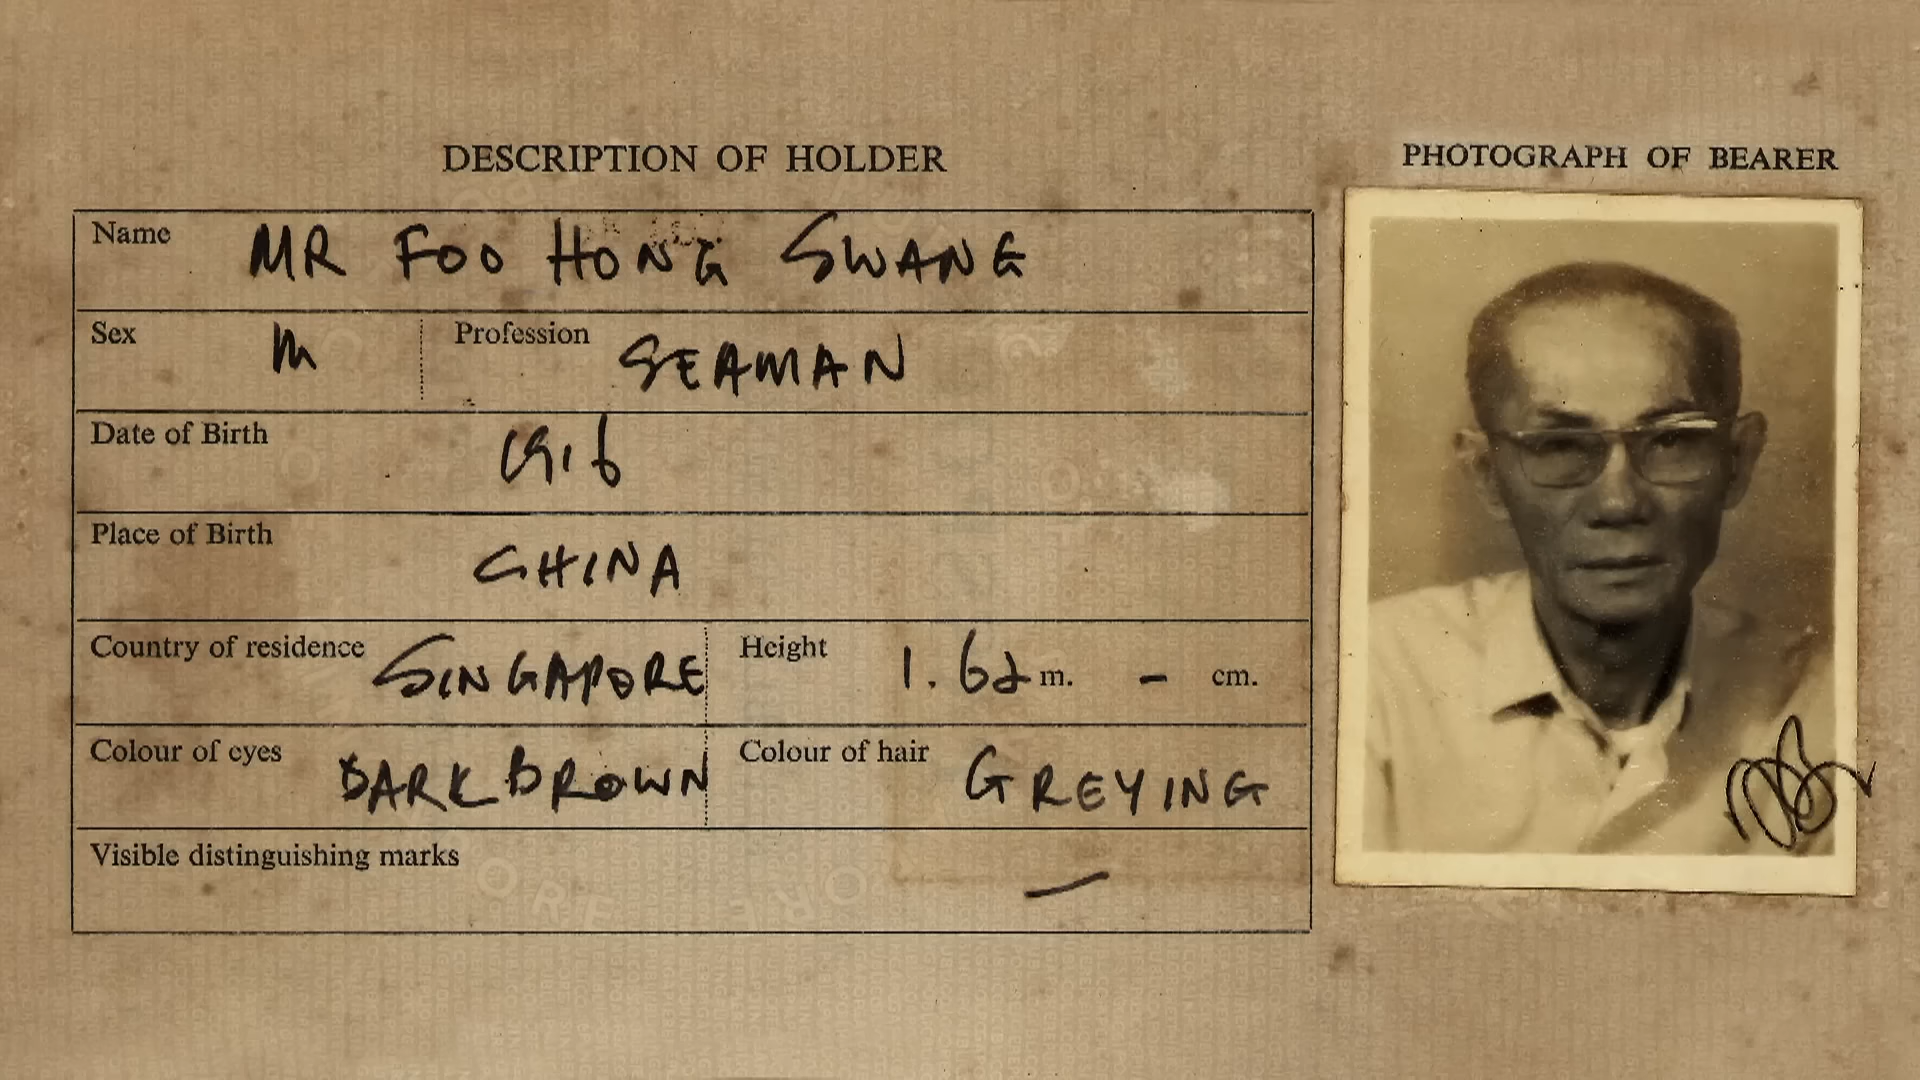 DESCRIPTION OF HOLDER
PHOTOGRAPH OF BEARER
Name MR FOO HONG SWANG
Sex M Profession SEAMAN
Date of Birth 1916
Place of Birth CHINA
Country of residence SINGAPORE Height 1.62 m. - cm.
Colour of eyes DARK BROWN Colour of hair GREYING
Visible distinguishing marks —